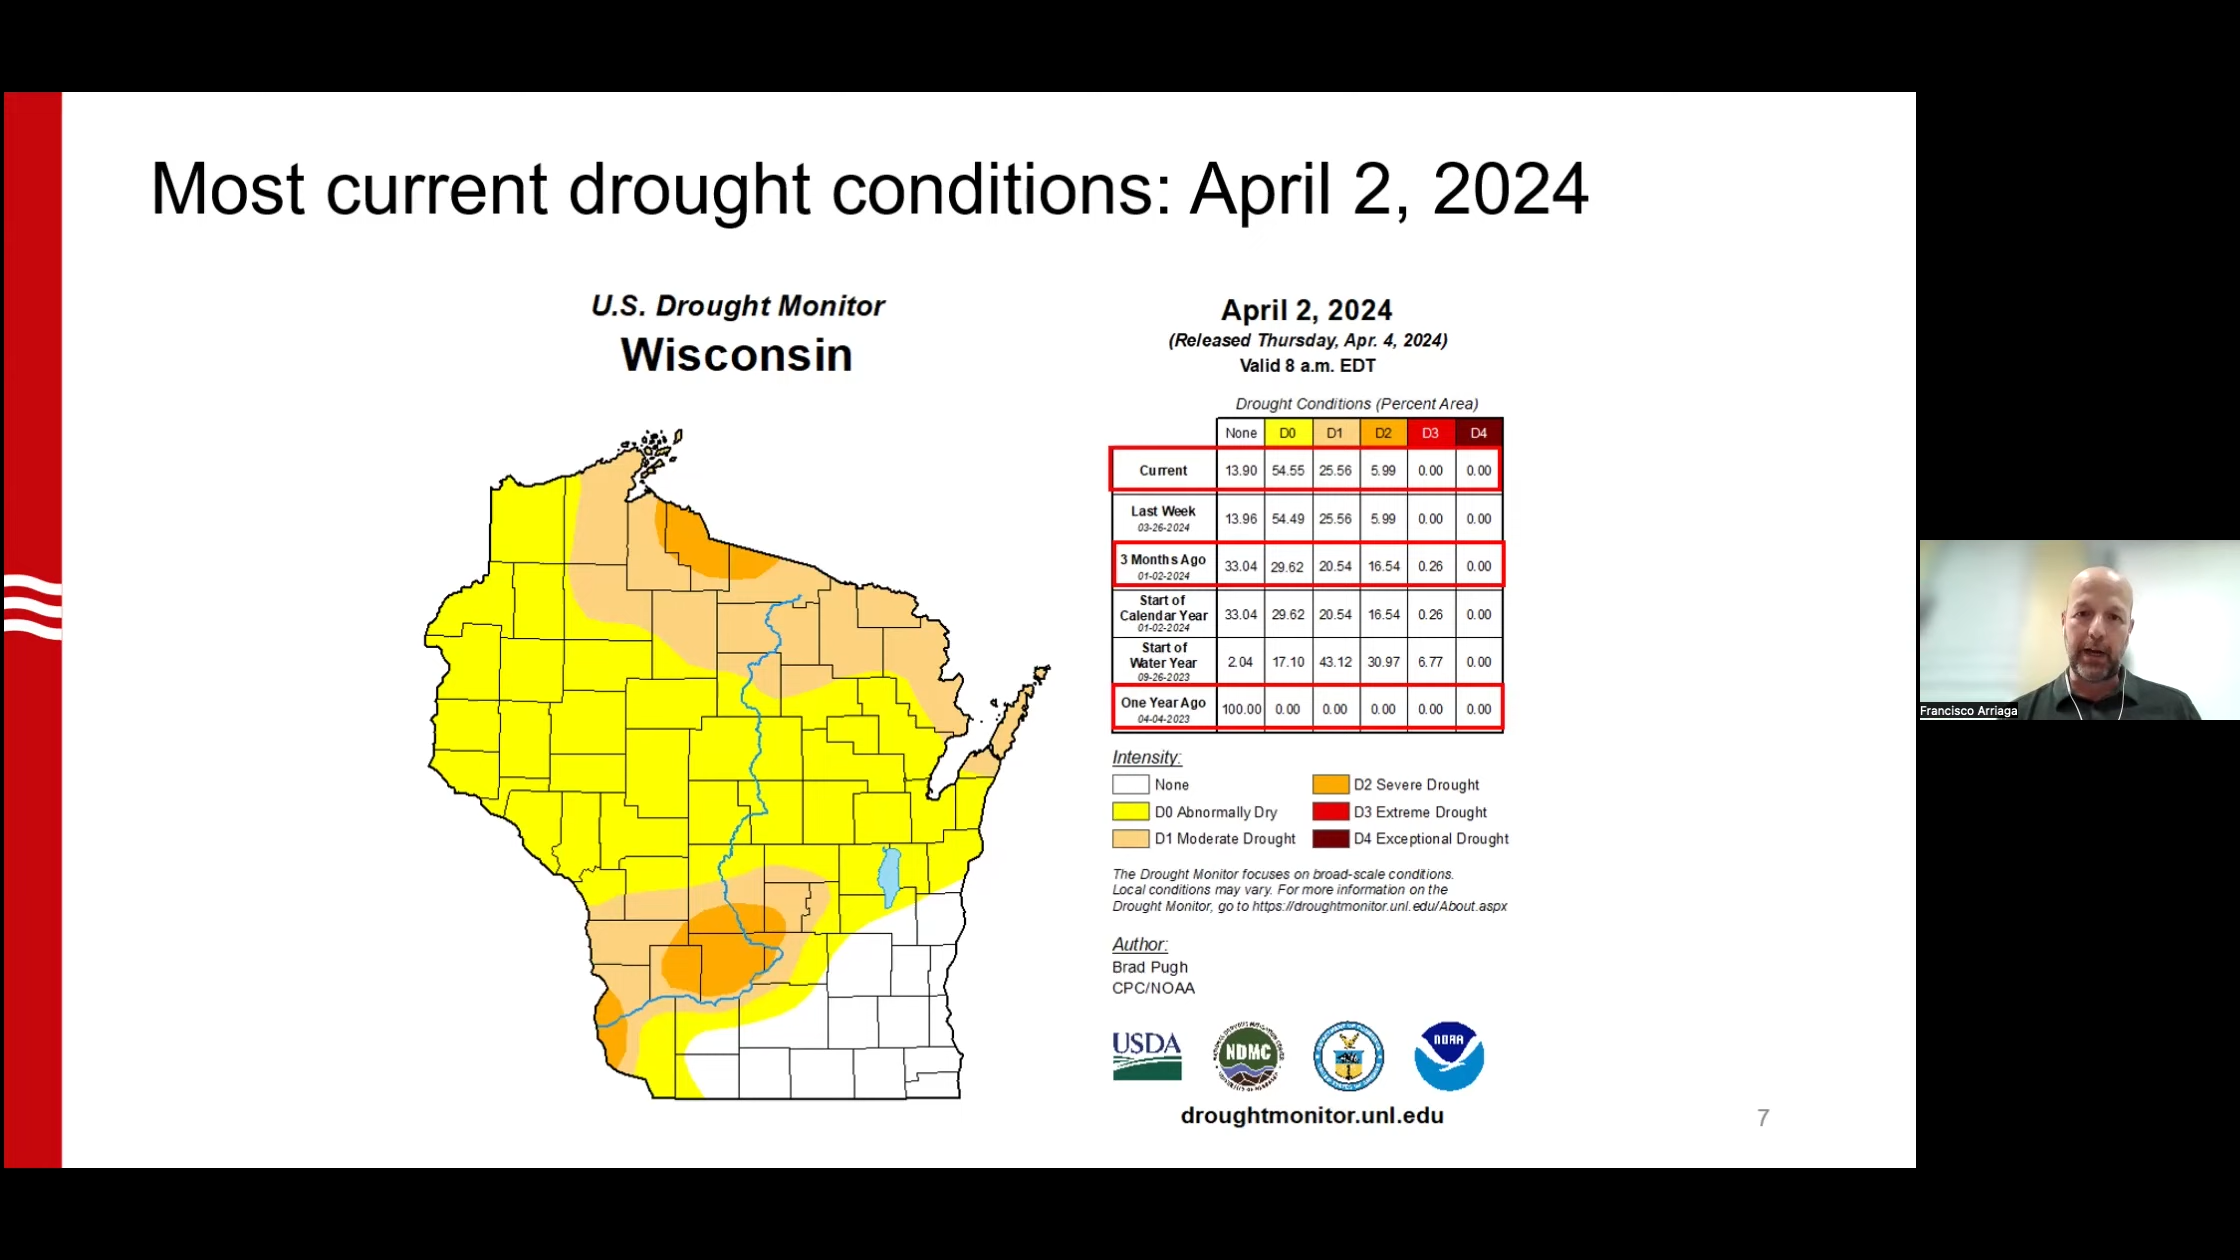 Most current drought conditions: April 2, 2024
U.S. Drought Monitor
Wisconsin
April 2, 2024
(Released Thursday, Apr. 4, 2024)
Valid 8 a.m. EDT
Drought Conditions (Percent Area)
None D0 D1 D2 D3 D4
Current 13.90 54.55 25.56 5.99 0.00 0.00
Last Week
03-26-2024 13.96 54.49 25.56 5.99 0.00 0.00
3 Months Ago
01-02-2024 33.04 29.62 20.54 16.54 0.26 0.00
Start of
Calendar Year
01-02-2024 33.04 29.62 20.54 16.54 0.26 0.00
Start of
Water Year
09-26-2023 2.04 17.10 43.12 30.97 6.77 0.00
One Year Ago
04-04-2023 100.00 0.00 0.00 0.00 0.00 0.00
Intensity:
None
D0 Abnormally Dry
D1 Moderate Drought
D2 Severe Drought
D3 Extreme Drought
D4 Exceptional Drought
The Drought Monitor focuses on broad-scale conditions.
Local conditions may vary. For more information on the
Drought Monitor, go to https://droughtmonitor.unl.edu/About.aspx
Author:
Brad Pugh
CPC/NOAA
USDA
NDMC
NOAA
droughtmonitor.unl.edu
7
Francisco Arriaga